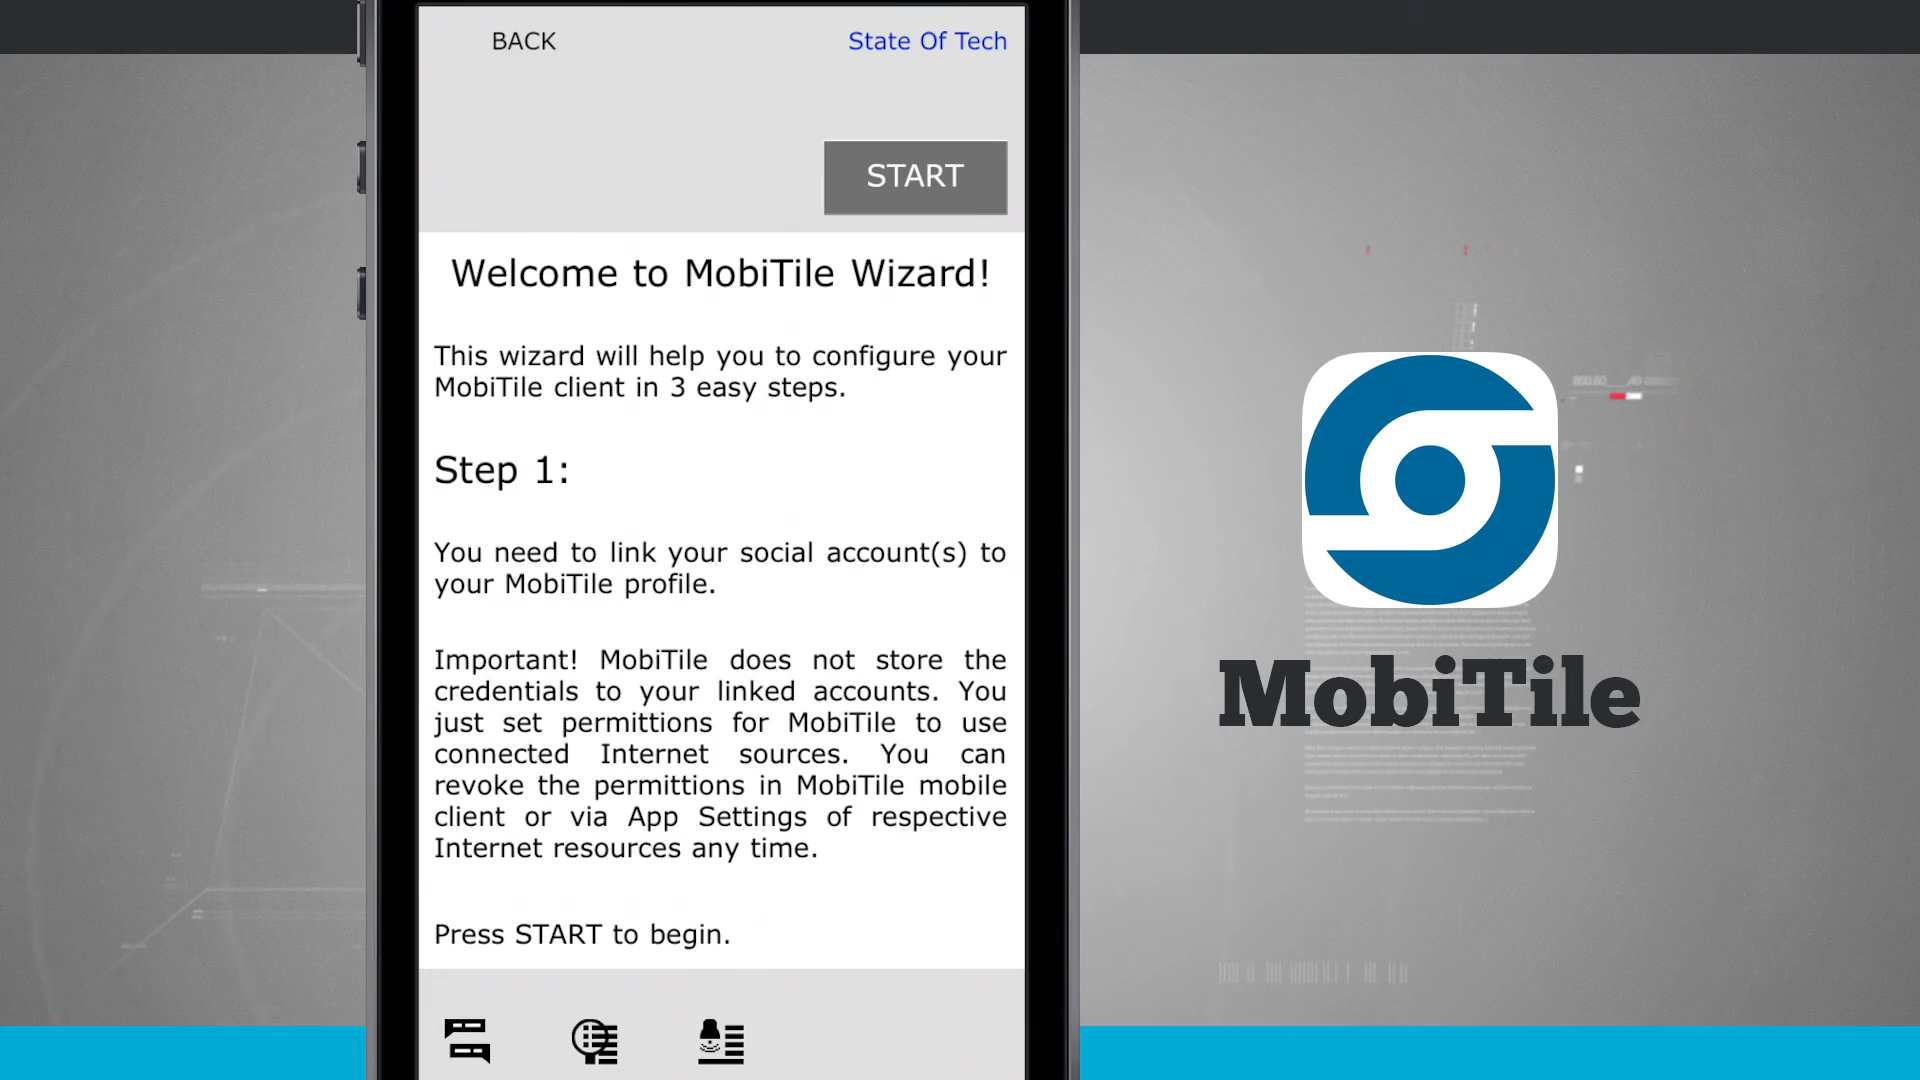 BACK
State Of Tech
START
Welcome to MobiTile Wizard!
This wizard will help you to configure your
MobiTile client in 3 easy steps.
Step 1:
You need to link your social account(s) to
your MobiTile profile.
Important! MobiTile does not store the
credentials to your linked accounts. You
just set permittions for MobiTile to use
connected Internet sources. You can
revoke the permittions in MobiTile mobile
client or via App Settings of respective
Internet resources any time.
Press START to begin.
MobiTile